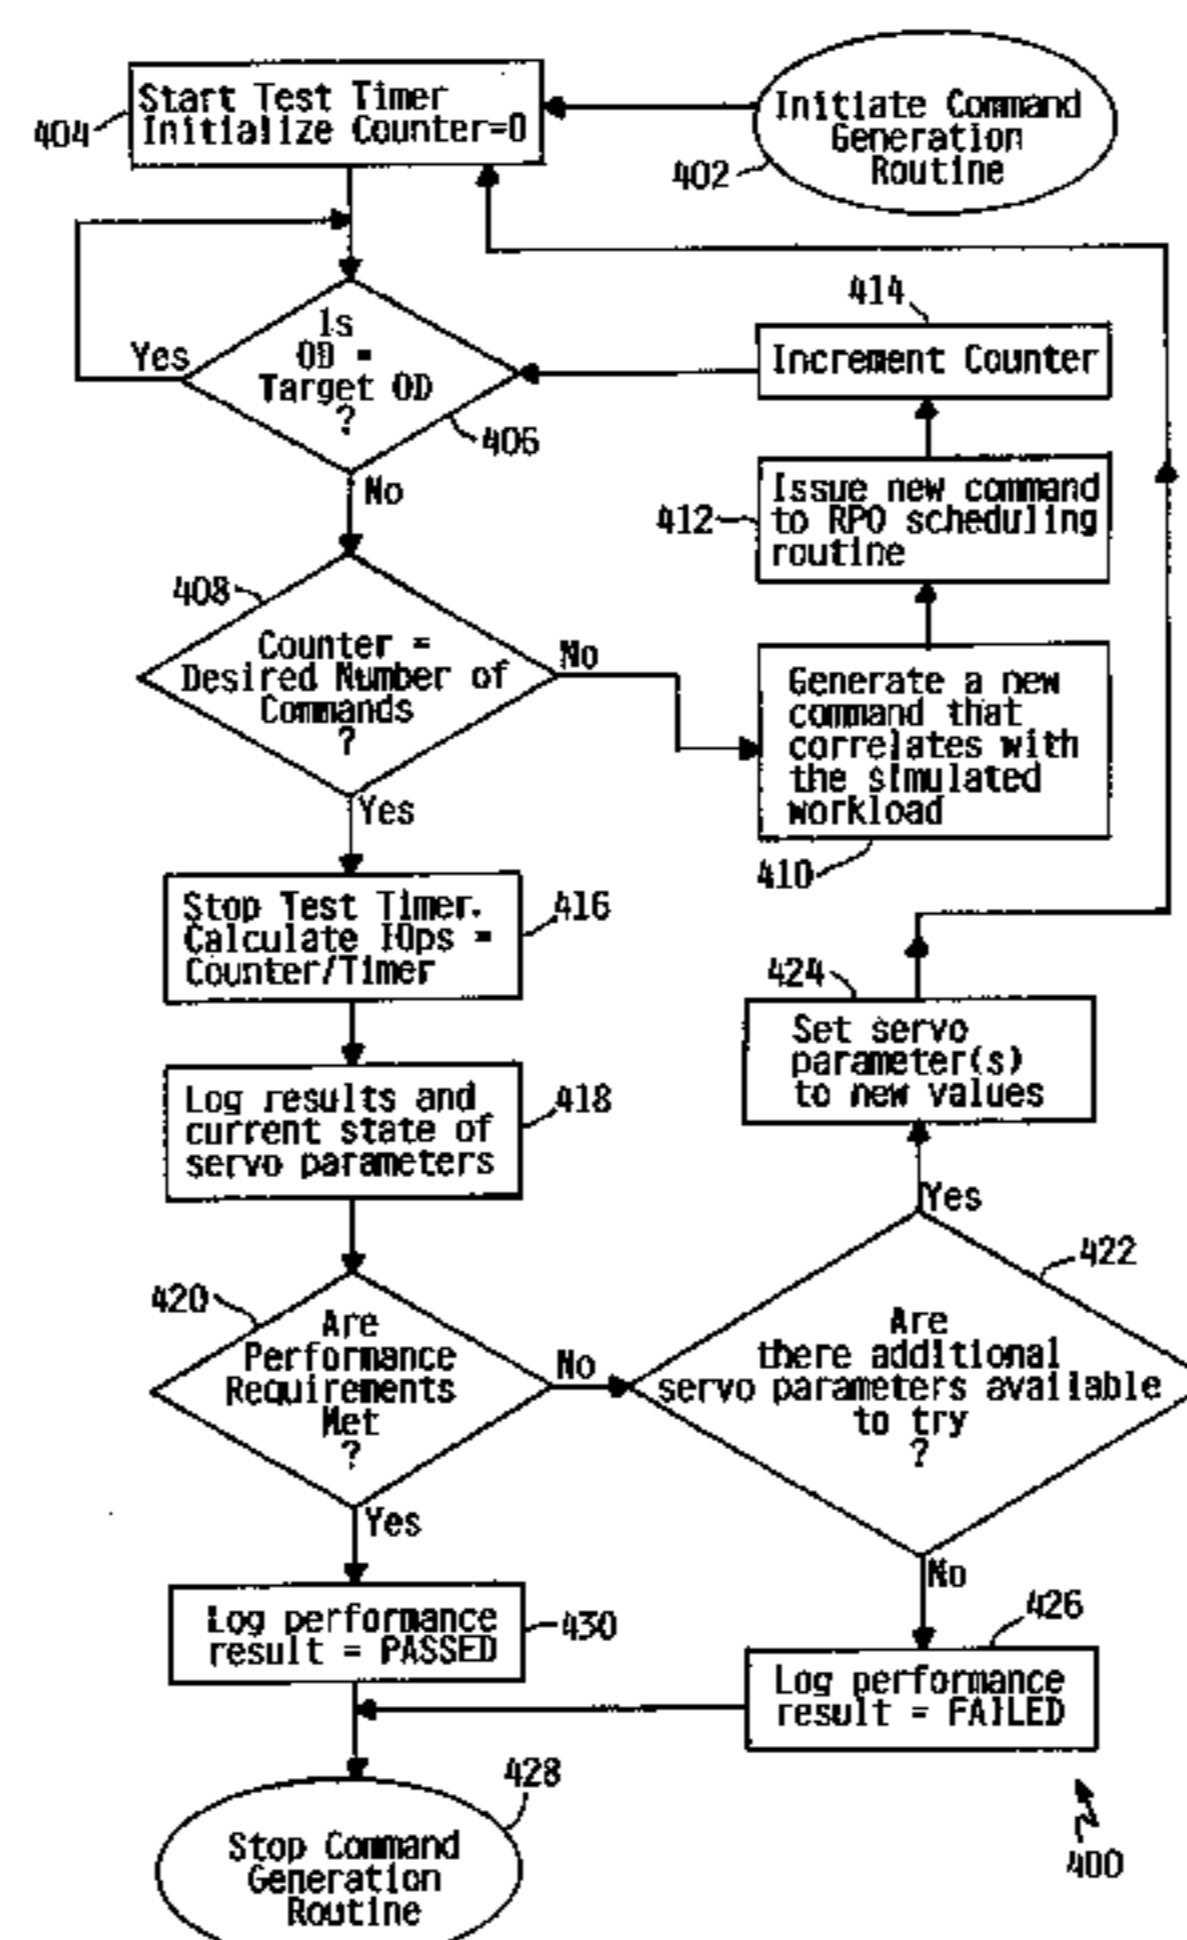 Initiate Command
Generation
Routine
402
Start Test Timer
Initialize Counter=0
404
Is
QD =
Target QD
?
406
Yes
No
408
Counter =
Desired Number of
Commands
?
No
Yes
Generate a new
command that
correlates with
the simulated
workload
410
Issue new command
to RPO scheduling
routine
412
Increment Counter
414
Stop Test Timer.
Calculate IOps =
Counter/Timer
416
Log results and
current state of
servo parameters
418
420
Are
Performance
Requirements
Met
?
No
Yes
422
Are
there additional
servo parameters available
to try
?
Yes
No
424
Set servo
parameter(s)
to new values
426
Log performance
result = FAILED
Log performance
result = PASSED
430
428
Stop Command
Generation
Routine
400